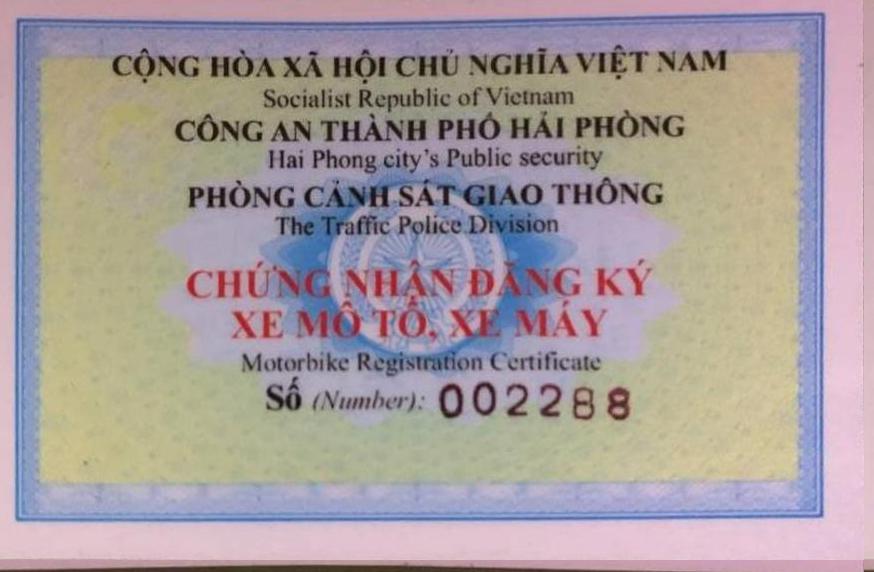 CỘNG HÒA XÃ HỘI CHỦ NGHĨA VIỆT NAM
Socialist Republic of Vietnam
CÔNG AN THÀNH PHỐ HẢI PHÒNG
Hai Phong city's Public security
PHÒNG CẢNH SÁT GIAO THÔNG
The Traffic Police Division
CHỨNG NHẬN ĐĂNG KÝ
XE MÔ TÔ, XE MÁY
Motorbike Registration Certificate
Số (Number): 002288